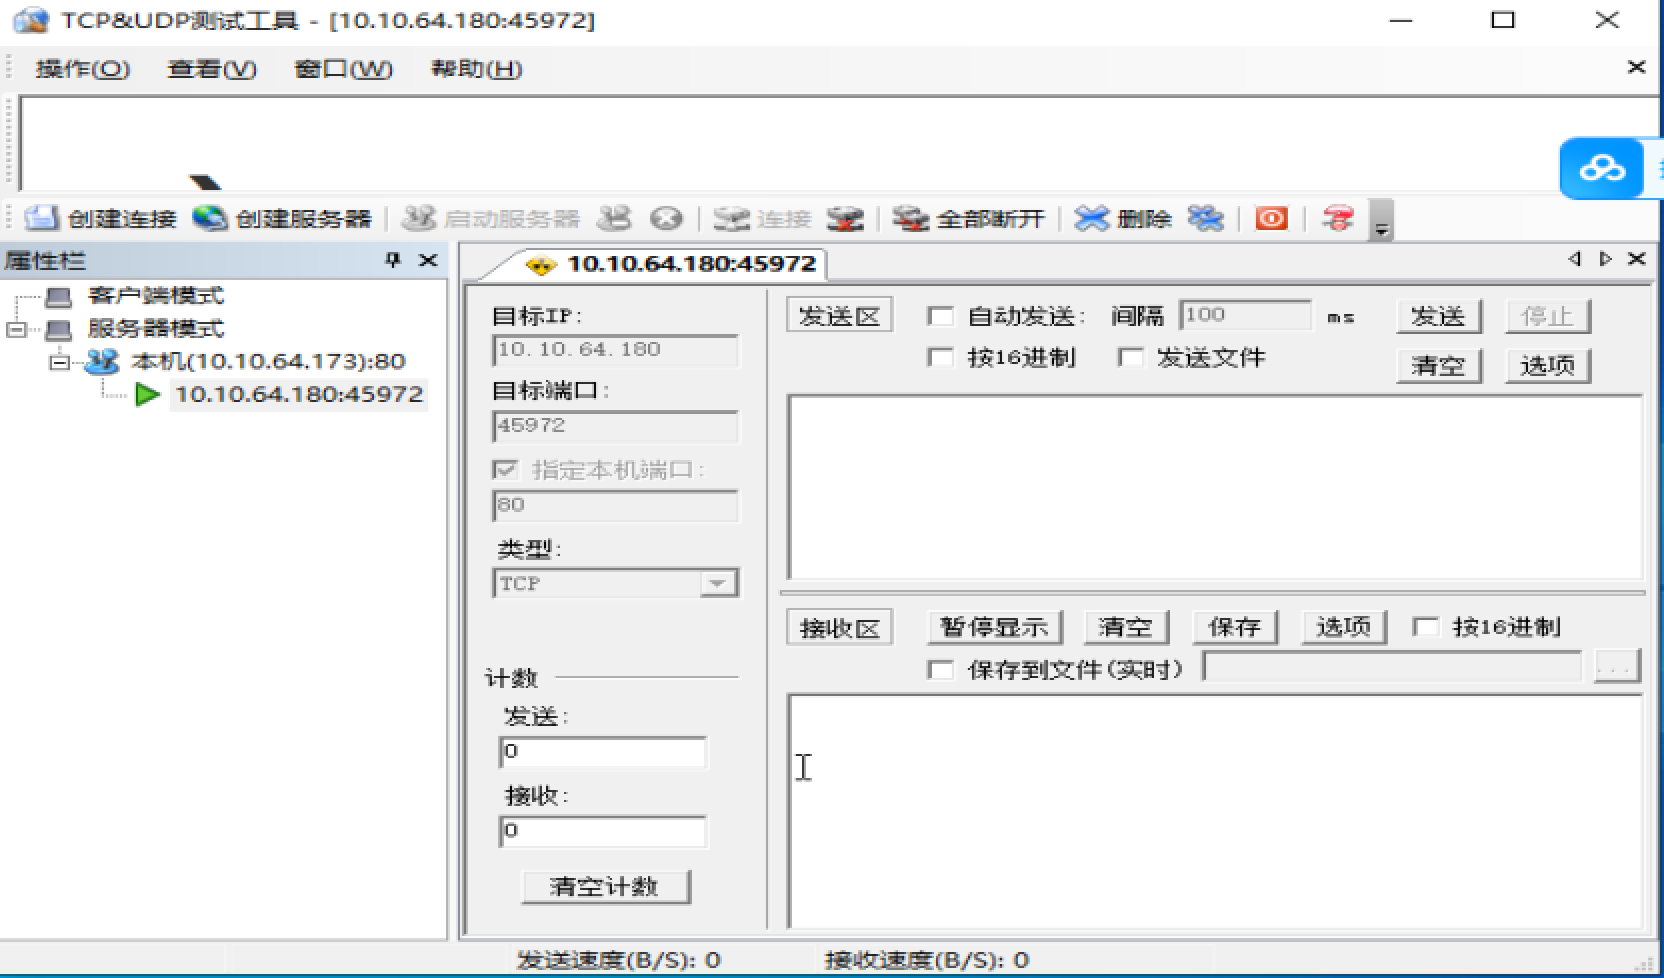 TCP&UDP测试工具 - [10.10.64.180:45972]
操作(O) 查看(V) 窗口(W) 帮助(H)
创建连接 创建服务器 启动服务器 连接 全部断开 删除
属性栏
客户端模式
服务器模式
本机(10.10.64.173):80
10.10.64.180:45972
10.10.64.180:45972
目标IP:
10.10.64.180
目标端口:
45972
指定本机端口:
80
类型:
TCP
计数
发送:
0
接收:
0
清空计数
发送区 自动发送: 间隔 100 ms 发送 停止
按16进制 发送文件 清空 选项
接收区 暂停显示 清空 保存 选项 按16进制
保存到文件(实时) ...
发送速度(B/S): 0 接收速度(B/S): 0